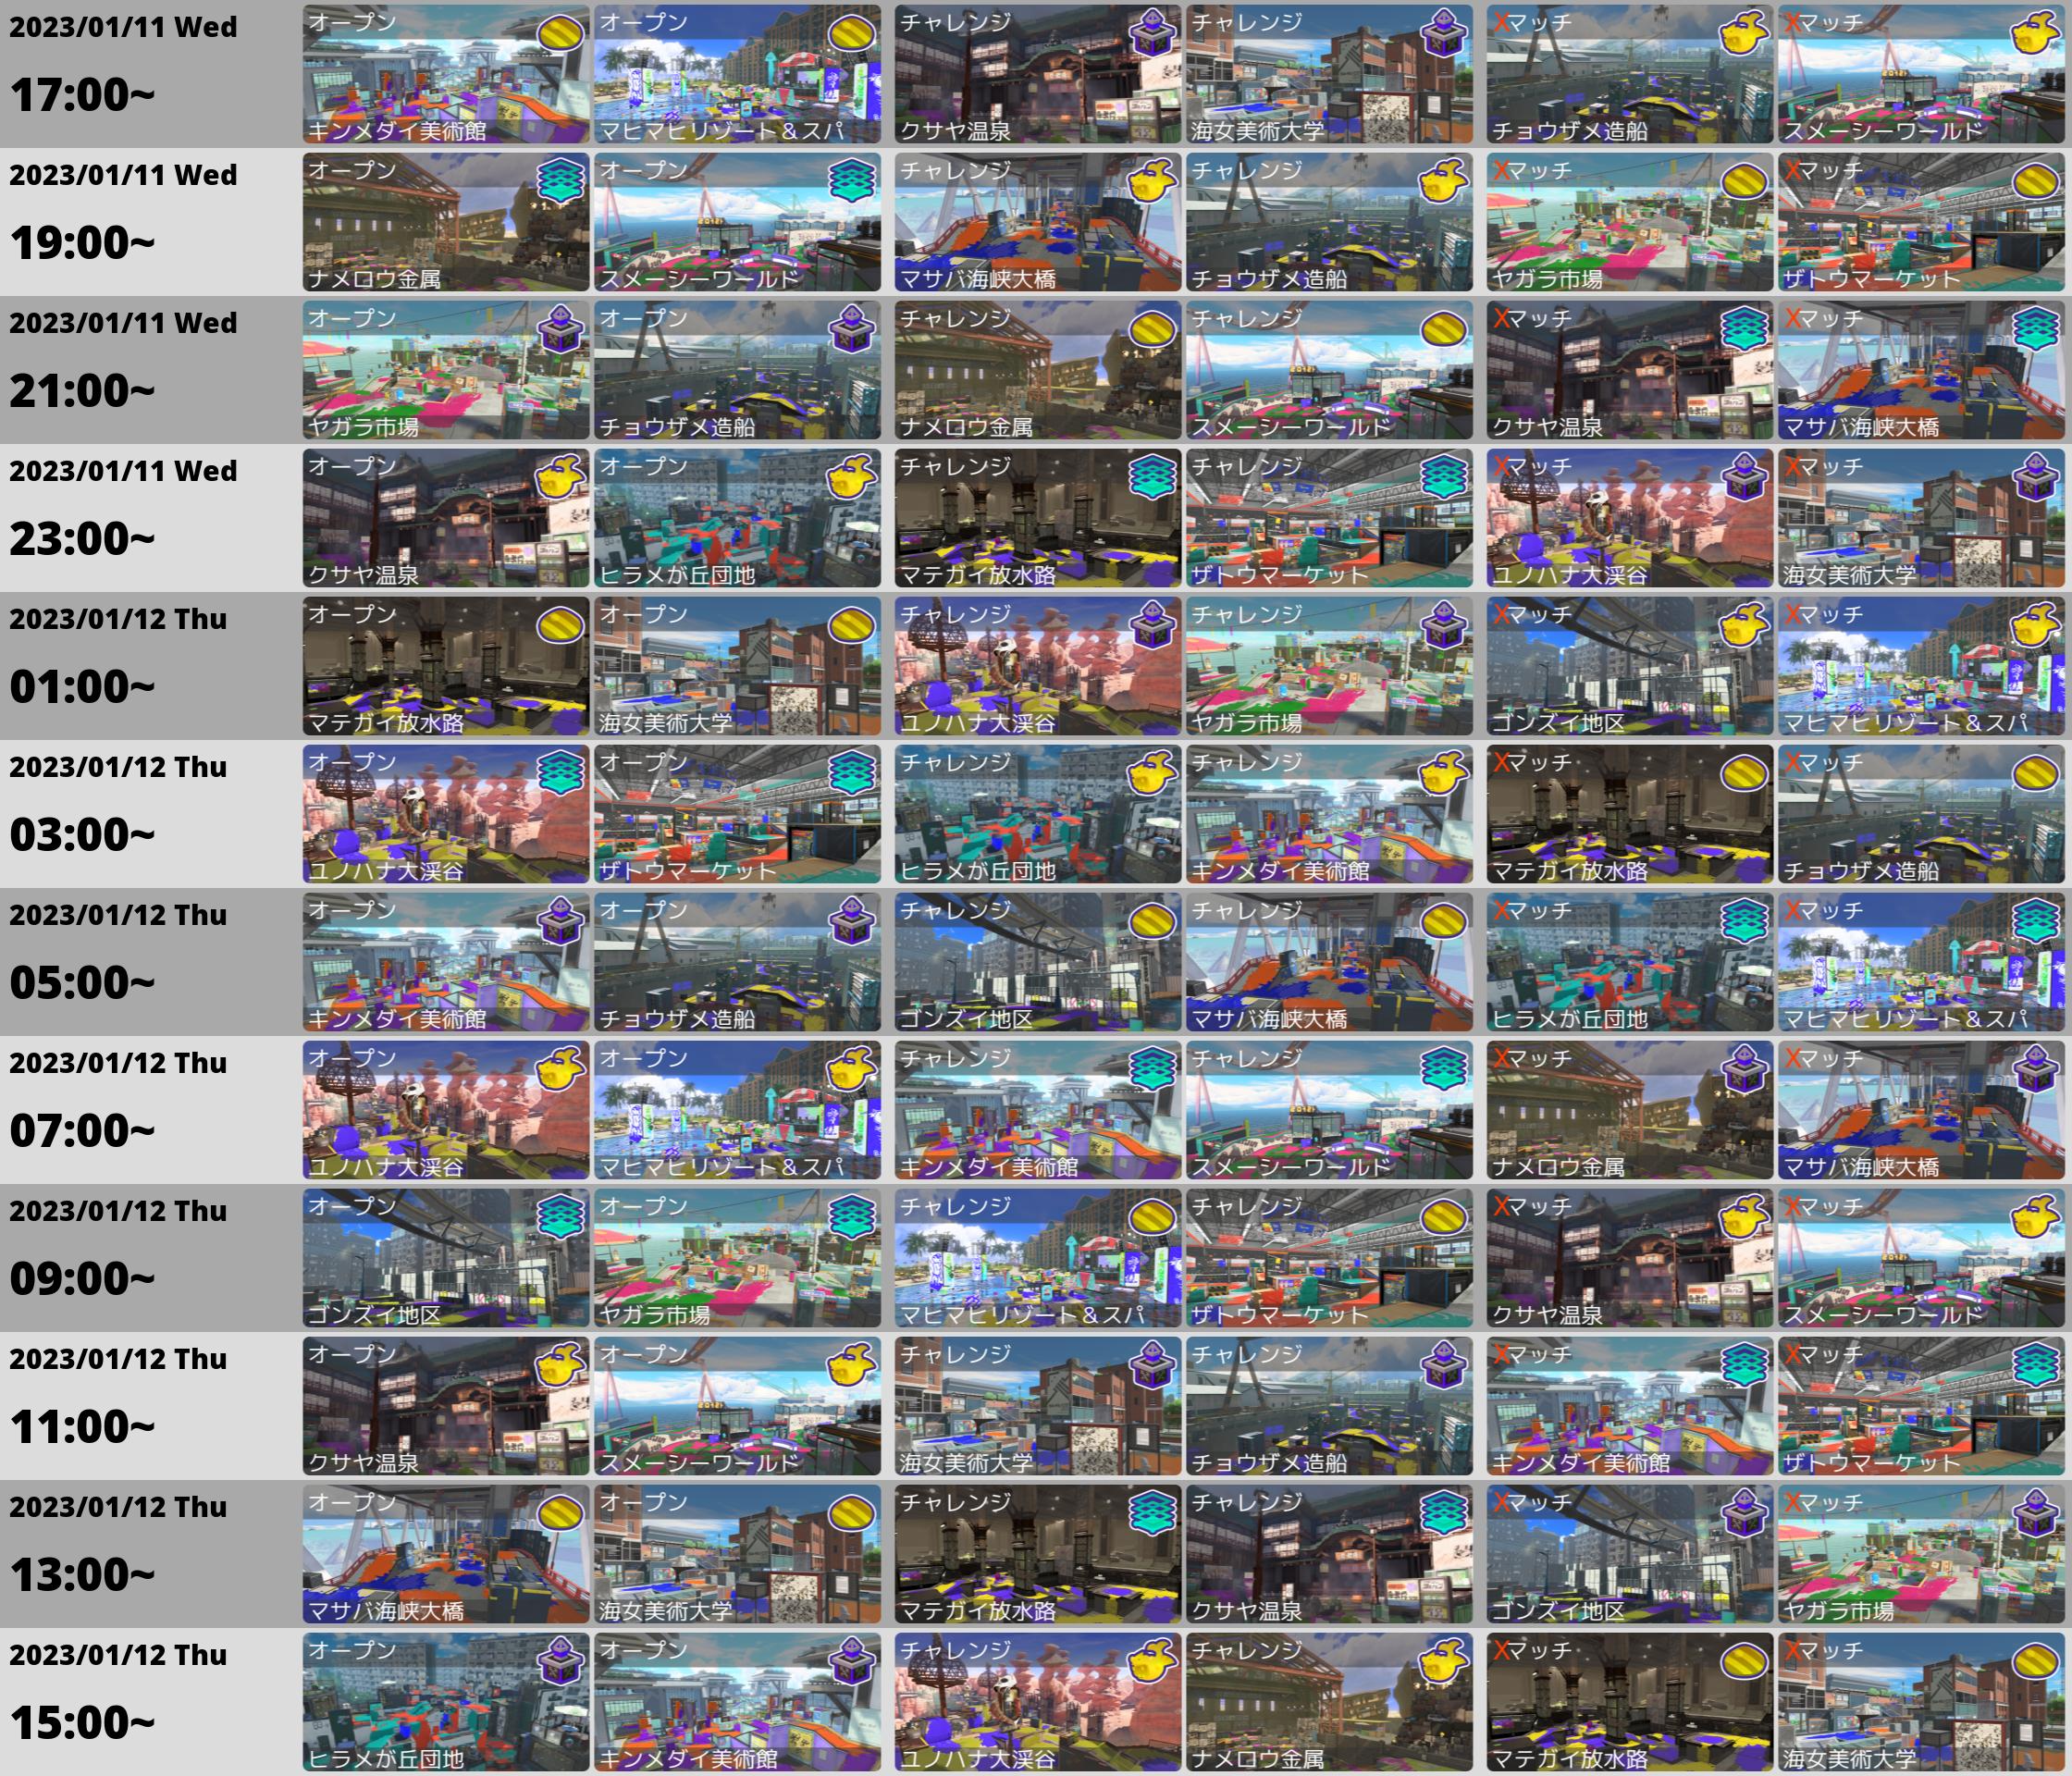 2023/01/11 Wed
17:00~
オープン オープン チャレンジ チャレンジ Xマッチ Xマッチ
キンメダイ美術館 マヒマヒリゾート&スパ クサヤ温泉 海女美術大学 チョウザメ造船 スメーシーワールド
2023/01/11 Wed
19:00~
オープン オープン チャレンジ チャレンジ Xマッチ Xマッチ
ナメロウ金属 スメーシーワールド マサバ海峡大橋 チョウザメ造船 ヤガラ市場 ザトウマーケット
2023/01/11 Wed
21:00~
オープン オープン チャレンジ チャレンジ Xマッチ Xマッチ
ヤガラ市場 チョウザメ造船 ナメロウ金属 スメーシーワールド クサヤ温泉 マサバ海峡大橋
2023/01/11 Wed
23:00~
オープン オープン チャレンジ チャレンジ Xマッチ Xマッチ
クサヤ温泉 ヒラメが丘団地 マテガイ放水路 ザトウマーケット ユノハナ大渓谷 海女美術大学
2023/01/12 Thu
01:00~
オープン オープン チャレンジ チャレンジ Xマッチ Xマッチ
マテガイ放水路 海女美術大学 ユノハナ大渓谷 ヤガラ市場 ゴンズイ地区 マヒマヒリゾート&スパ
2023/01/12 Thu
03:00~
オープン オープン チャレンジ チャレンジ Xマッチ Xマッチ
ユノハナ大渓谷 ザトウマーケット ヒラメが丘団地 キンメダイ美術館 マテガイ放水路 チョウザメ造船
2023/01/12 Thu
05:00~
オープン オープン チャレンジ チャレンジ Xマッチ Xマッチ
キンメダイ美術館 チョウザメ造船 ゴンズイ地区 マサバ海峡大橋 ヒラメが丘団地 マヒマヒリゾート&スパ
2023/01/12 Thu
07:00~
オープン オープン チャレンジ チャレンジ Xマッチ Xマッチ
ユノハナ大渓谷 マヒマヒリゾート&スパ キンメダイ美術館 スメーシーワールド ナメロウ金属 マサバ海峡大橋
2023/01/12 Thu
09:00~
オープン オープン チャレンジ チャレンジ Xマッチ Xマッチ
ゴンズイ地区 ヤガラ市場 マヒマヒリゾート&スパ ザトウマーケット クサヤ温泉 スメーシーワールド
2023/01/12 Thu
11:00~
オープン オープン チャレンジ チャレンジ Xマッチ Xマッチ
クサヤ温泉 スメーシーワールド 海女美術大学 チョウザメ造船 キンメダイ美術館 ザトウマーケット
2023/01/12 Thu
13:00~
オープン オープン チャレンジ チャレンジ Xマッチ Xマッチ
マサバ海峡大橋 海女美術大学 マテガイ放水路 クサヤ温泉 ゴンズイ地区 ヤガラ市場
2023/01/12 Thu
15:00~
オープン オープン チャレンジ チャレンジ Xマッチ Xマッチ
ヒラメが丘団地 キンメダイ美術館 ユノハナ大渓谷 ナメロウ金属 マテガイ放水路 海女美術大学